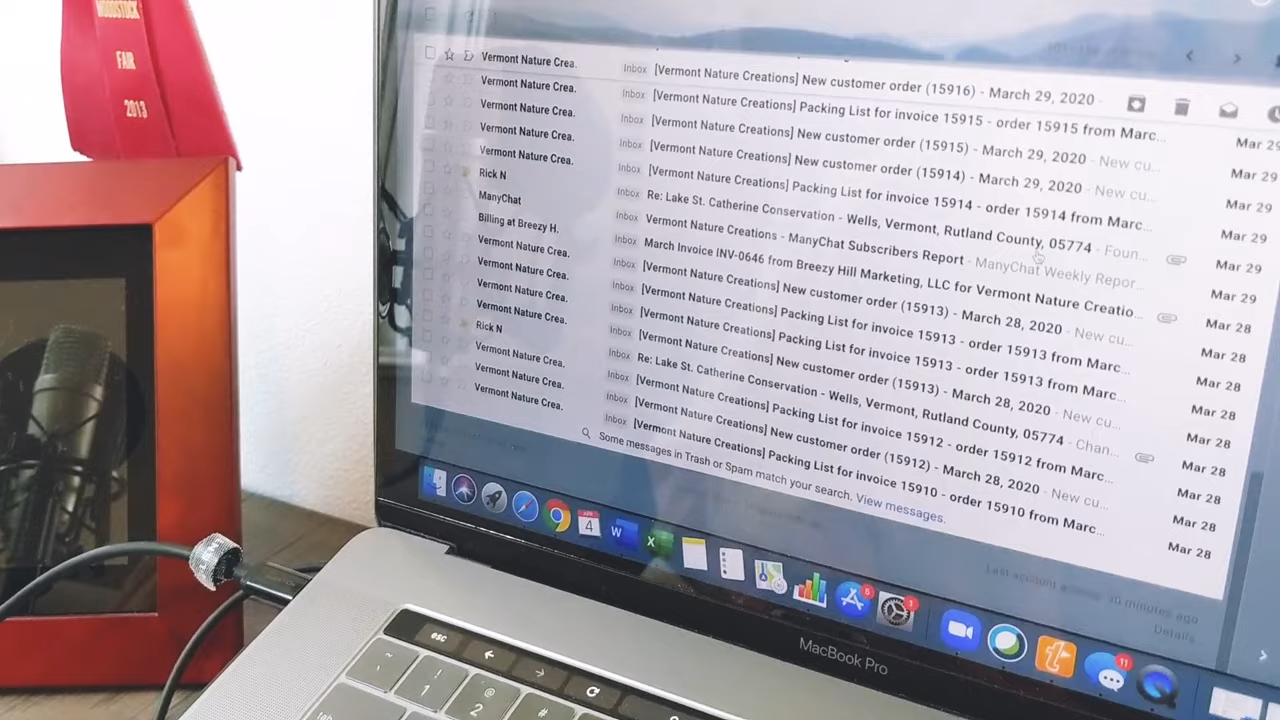 WOODSTOCK
FAIR
2013
Vermont Nature Crea. Inbox [Vermont Nature Creations] New customer order (15916) - March 29, 2020 -
Vermont Nature Crea. Inbox [Vermont Nature Creations] Packing List for invoice 15915 - order 15915 from Marc... Mar 29
Vermont Nature Crea. Inbox [Vermont Nature Creations] New customer order (15915) - March 29, 2020 - New cu... Mar 29
Vermont Nature Crea. Inbox [Vermont Nature Creations] New customer order (15914) - March 29, 2020 - New cu... Mar 29
Vermont Nature Crea. Inbox [Vermont Nature Creations] Packing List for invoice 15914 - order 15914 from Marc... Mar 29
Rick N Inbox Re: Lake St. Catherine Conservation - Wells, Vermont, Rutland County, 05774 - Foun... Mar 29
ManyChat Inbox Vermont Nature Creations - ManyChat Subscribers Report - ManyChat Weekly Repor... Mar 29
Billing at Breezy H. Inbox March Invoice INV-0646 from Breezy Hill Marketing, LLC for Vermont Nature Creatio... Mar 28
Vermont Nature Crea. Inbox [Vermont Nature Creations] New customer order (15913) - March 28, 2020 - New cu... Mar 28
Vermont Nature Crea. Inbox [Vermont Nature Creations] Packing List for invoice 15913 - order 15913 from Marc... Mar 28
Vermont Nature Crea. Inbox [Vermont Nature Creations] Packing List for invoice 15913 - order 15913 from Marc... Mar 28
Vermont Nature Crea. Inbox [Vermont Nature Creations] New customer order (15913) - March 28, 2020 - New cu... Mar 28
Rick N Inbox Re: Lake St. Catherine Conservation - Wells, Vermont, Rutland County, 05774 - Chan... Mar 28
Vermont Nature Crea. Inbox [Vermont Nature Creations] Packing List for invoice 15912 - order 15912 from Marc... Mar 28
Vermont Nature Crea. Inbox [Vermont Nature Creations] New customer order (15912) - March 28, 2020 - New cu... Mar 28
Vermont Nature Crea. Inbox [Vermont Nature Creations] Packing List for invoice 15910 - order 15910 from Marc... Mar 28
Some messages in Trash or Spam match your search. View messages.
Last account minutes ago
Details
4
W
X
5
1
11
MacBook Pro
esc
~
!
1
@
2
#
tab